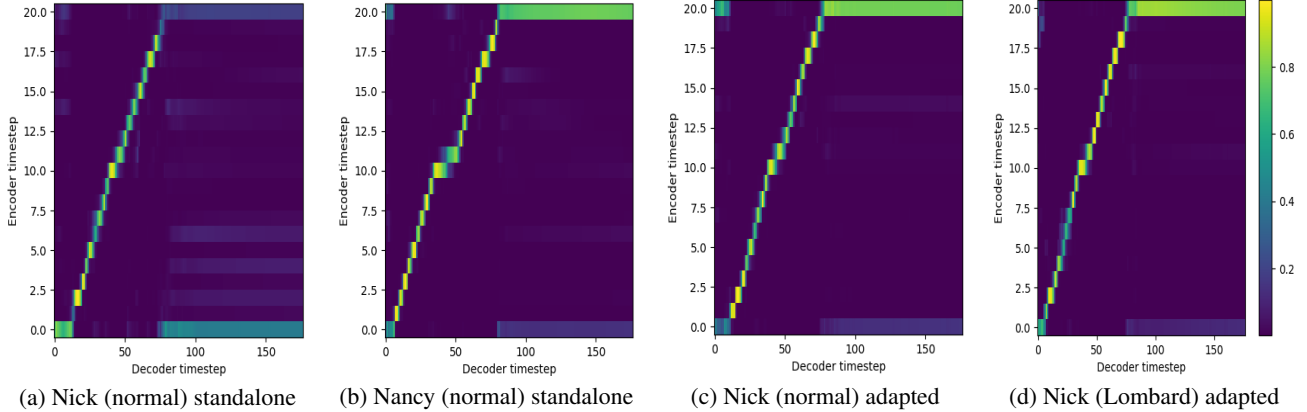 20.0
17.5
15.0
12.5
10.0
7.5
5.0
2.5
0.0
Encoder timestep
0 50 100 150
Decoder timestep
(a) Nick (normal) standalone
20.0
17.5
15.0
12.5
10.0
7.5
5.0
2.5
0.0
Encoder timestep
0 50 100 150
Decoder timestep
(b) Nancy (normal) standalone
20.0
17.5
15.0
12.5
10.0
7.5
5.0
2.5
0.0
Encoder timestep
0 50 100 150
Decoder timestep
(c) Nick (normal) adapted
20.0
17.5
15.0
12.5
10.0
7.5
5.0
2.5
0.0
Encoder timestep
0 50 100 150
Decoder timestep
(d) Nick (Lombard) adapted
0.8
0.6
0.4
0.2